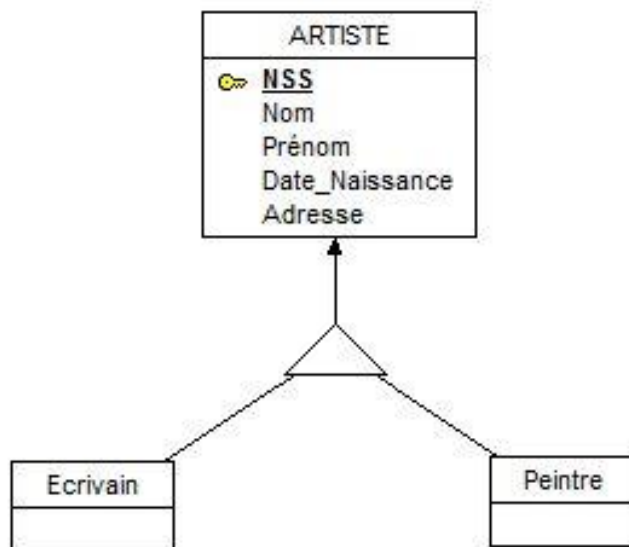 ARTISTE
NSS
Nom
Prénom
Date_Naissance
Adresse
Ecrivain
Peintre